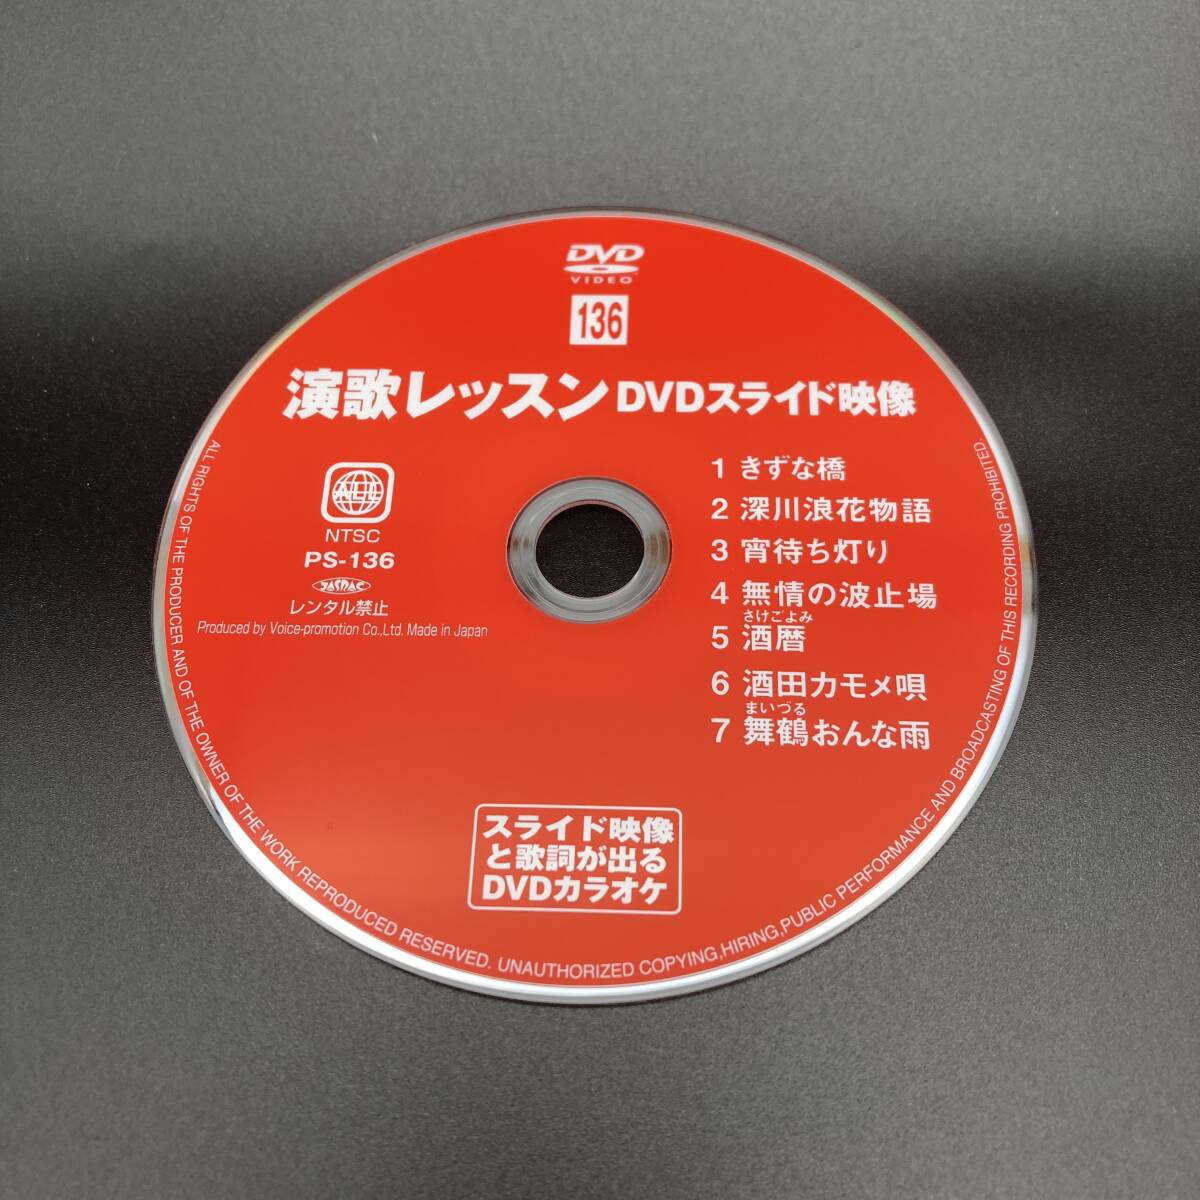 DVD
VIDEO
136
演歌レッスン DVDスライド映像
ALL
NTSC
PS-136
JASRAC
レンタル禁止
Produced by Voice-promotion Co.,Ltd. Made in Japan
1 きずな橋
2 深川浪花物語
3 宵待ち灯り
4 無情の波止場
さけごよみ
5 酒暦
6 酒田カモメ唄
まいづる
7 舞鶴おんな雨
スライド映像
と歌詞が出る
DVDカラオケ
ALL RIGHTS OF THE PRODUCER AND OF THE OWNER OF THE WORK REPRODUCED RESERVED. UNAUTHORIZED COPYING,HIRING,PUBLIC PERFORMANCE AND BROADCASTING OF THIS RECORDING PROHIBITED.